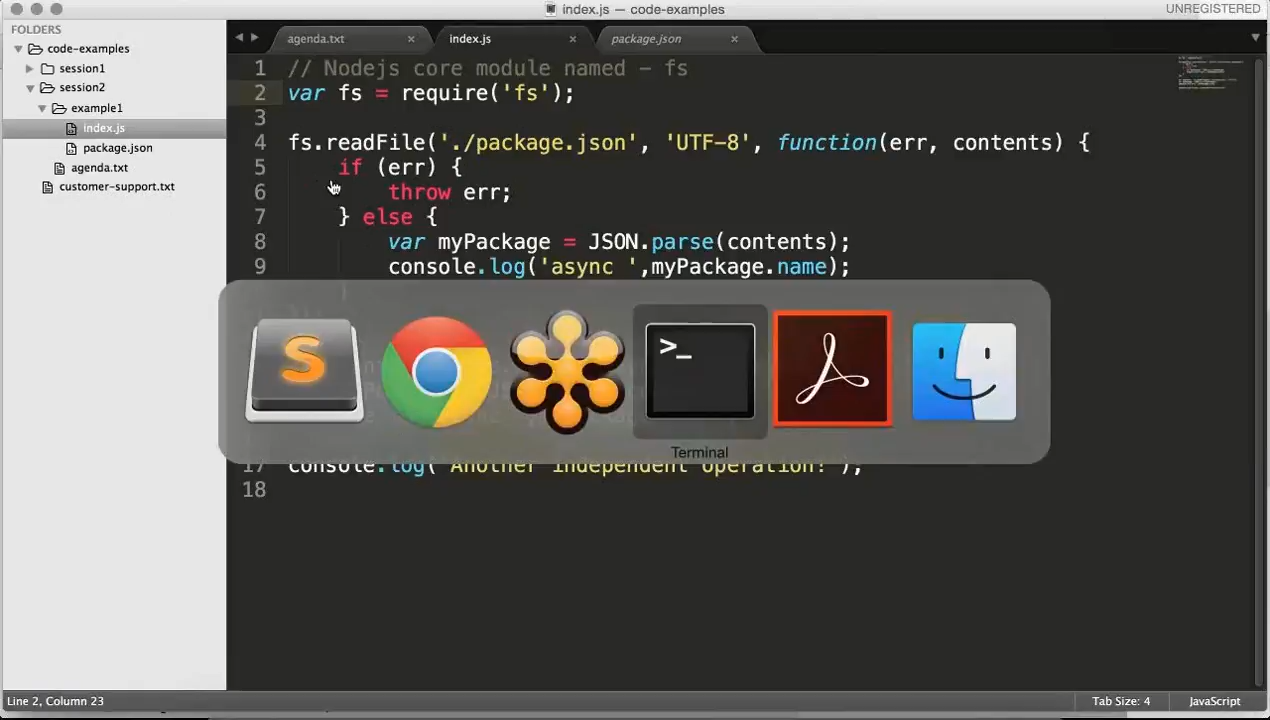 index.js — code-examples
UNREGISTERED
FOLDERS
code-examples
session1
session2
example1
index.js
package.json
agenda.txt
customer-support.txt
agenda.txt
index.js
package.json
1 // Nodejs core module named - fs
2 var fs = require('fs');
3
4 fs.readFile('./package.json', 'UTF-8', function(err, contents) {
5 if (err) {
6 throw err;
7 } else {
8 var myPackage = JSON.parse(contents);
9 console.log('async ',myPackage.name);
S
>_
Terminal
17 console.log('Another independent operation!');
18
Line 2, Column 23
Tab Size: 4
JavaScript